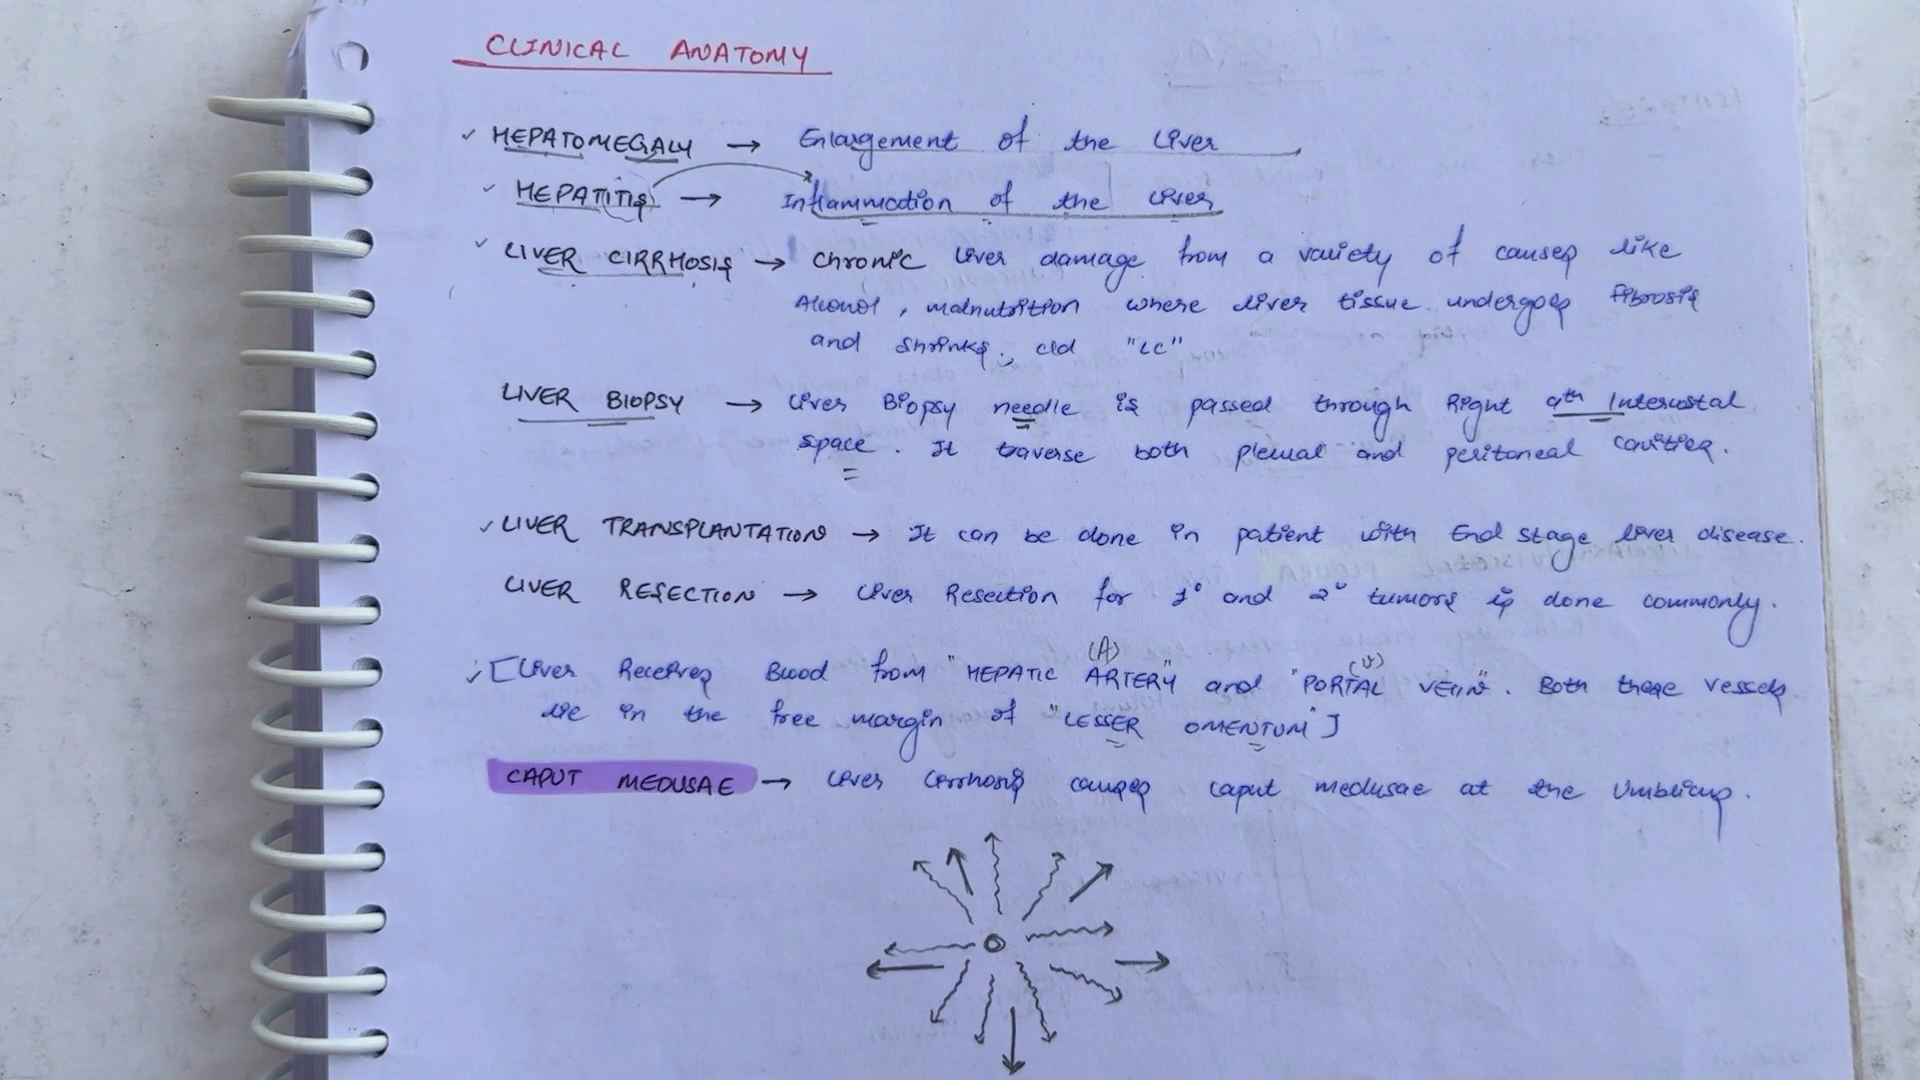 CLINICAL ANATOMY
✓ HEPATOMEGALY → Enlargement of the Liver
✓ HEPATITIS → Inflammation of the Liver
✓ LIVER CIRRHOSIS → Chronic liver damage from a variety of causes like
Alcohol, malnutrition where liver tissue undergoes fibrosis
and shrinks., cld "LC"
LIVER BIOPSY → Liver Biopsy needle is passed through Right 9th Intercostal
space. It traverse both pleural and peritoneal cavities.
✓ LIVER TRANSPLANTATION → It can be done in patient with End stage liver disease.
LIVER RESECTION → Liver Resection for 1° and 2° tumors is done commonly.
(A) (V)
✓ [Liver Receives Blood from "HEPATIC ARTERY" and "PORTAL VEIN". Both these vessels
lie in the free margin of "LESSER OMENTUM"]
CAPUT MEDUSAE → Liver Cirrhosis causes caput medusae at the Umblicus.